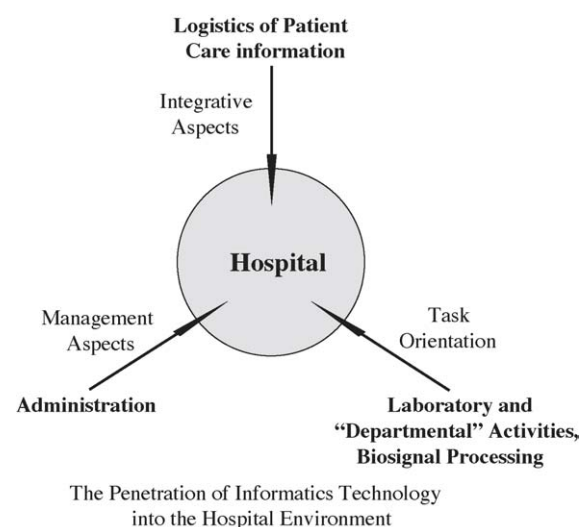 Logistics of Patient
Care information
Integrative
Aspects
Hospital
Management
Aspects
Task
Orientation
Administration
Laboratory and
“Departmental” Activities,
Biosignal Processing
The Penetration of Informatics Technology
into the Hospital Environment